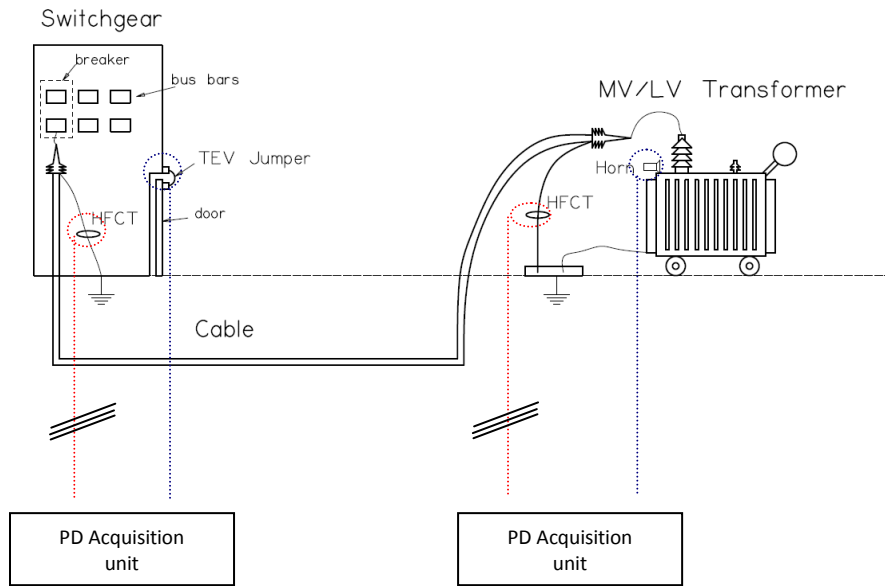 Switchgear
breaker
bus bars
MV/LV Transformer
TEV Jumper
Horn
HFCT
door
HFCT
Cable
PD Acquisition
unit
PD Acquisition
unit